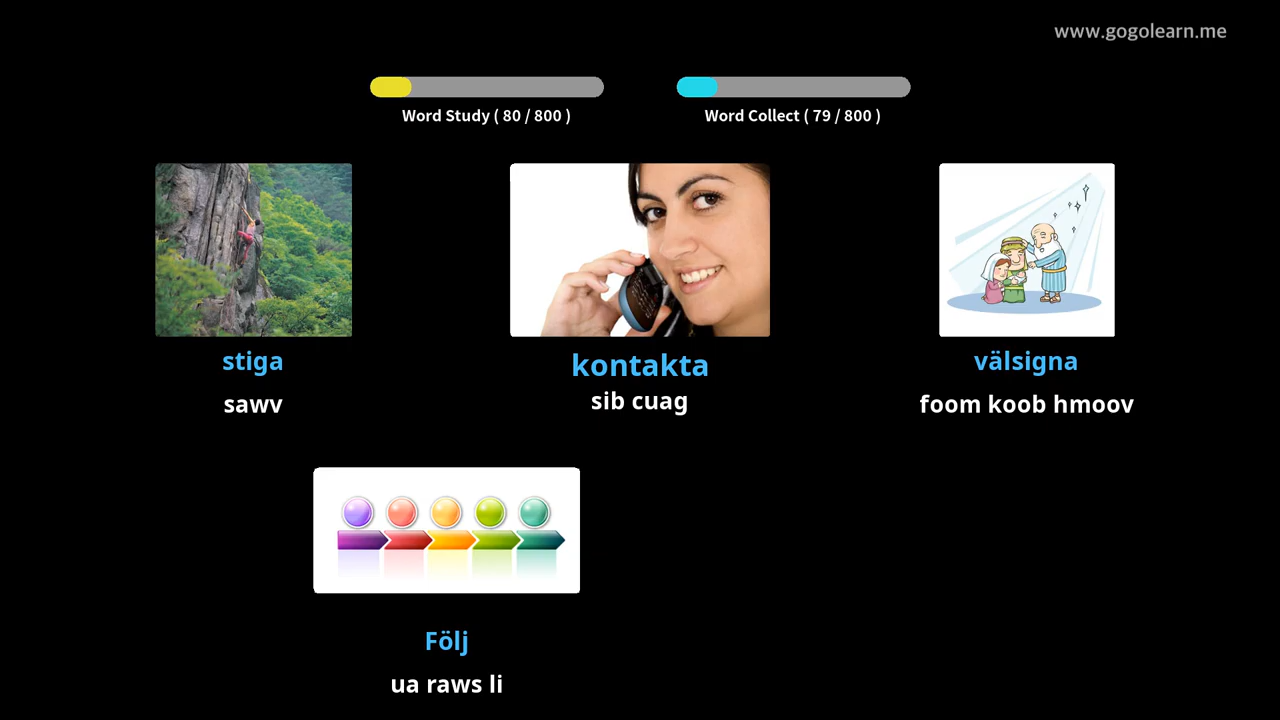 www.gogolearn.me
Word Study ( 80 / 800 )
Word Collect ( 79 / 800 )
stiga
sawv
kontakta
sib cuag
välsigna
foom koob hmoov
Följ
ua raws li